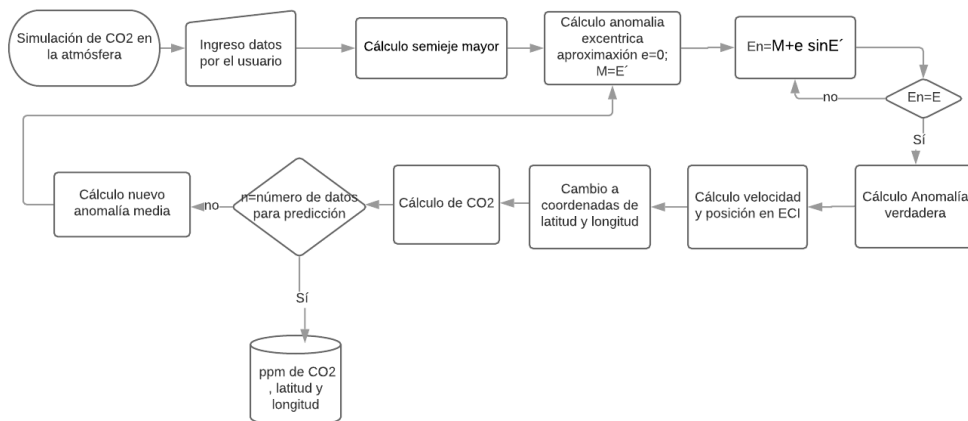 Simulación de CO2 en
la atmósfera
Ingreso datos
por el usuario
Cálculo semieje mayor
Cálculo anomalia
excentrica
aproximaxión e=0;
M=E´
En=M+e sinE´
no
En=E
Sí
Cálculo Anomalía
verdadera
Cálculo velocidad
y posición en ECI
Cambio a
coordenadas de
latitud y longitud
Cálculo de CO2
n=número de datos
para predicción
no
Cálculo nuevo
anomalía media
Sí
ppm de CO2
, latitud y
longitud